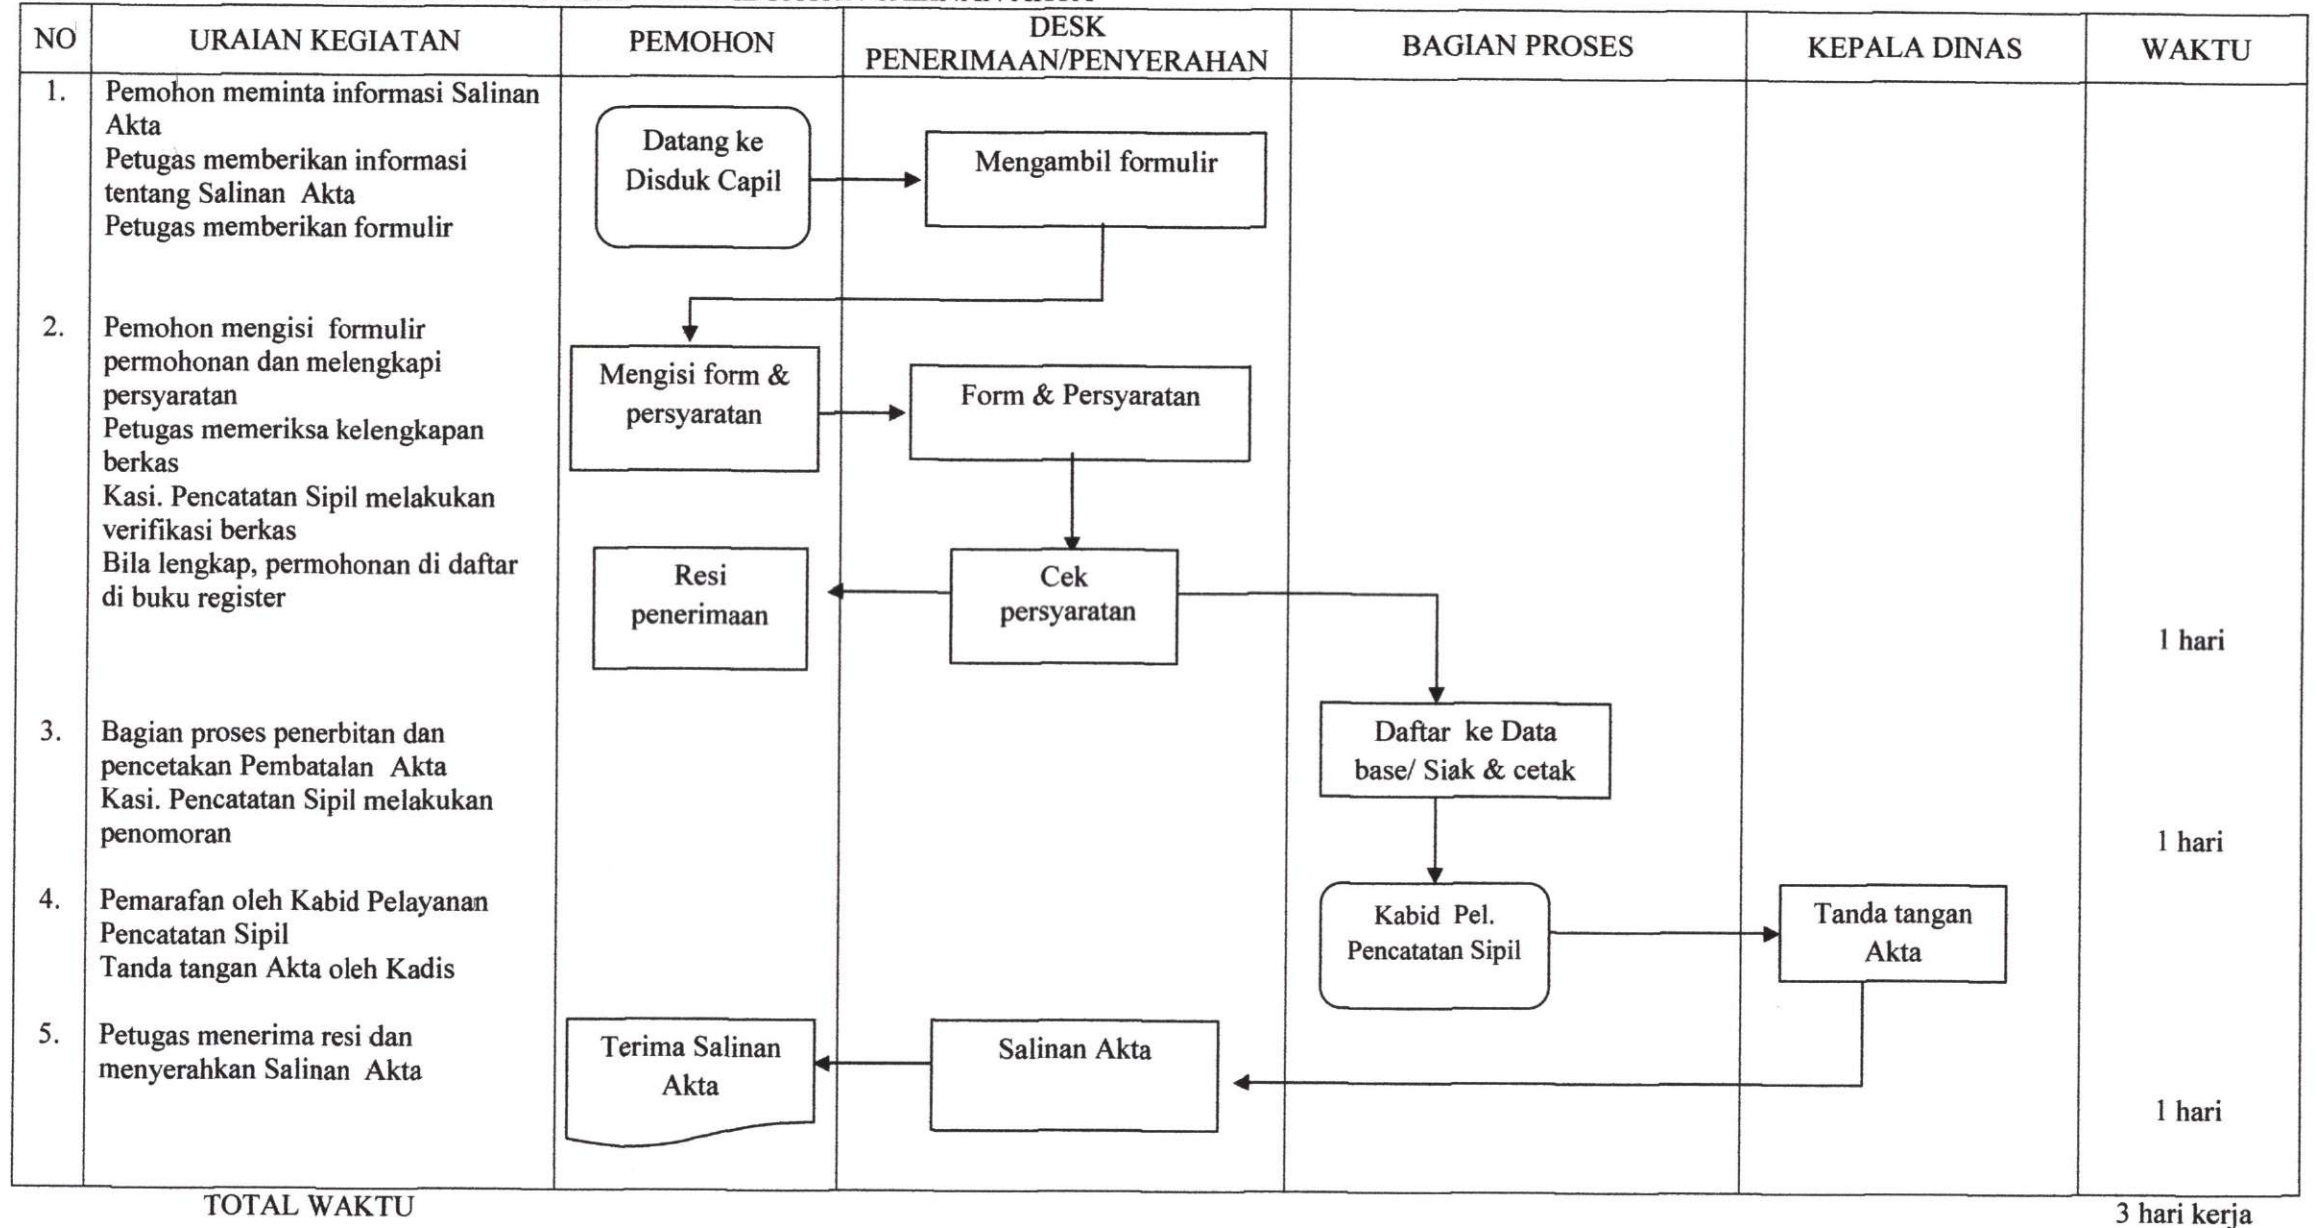 NO
URAIAN KEGIATAN
PEMOHON
DESK
PENERIMAAN/PENYERAHAN
BAGIAN PROSES
KEPALA DINAS
WAKTU
1.
Pemohon meminta informasi Salinan
Akta
Petugas memberikan informasi
tentang Salinan Akta
Petugas memberikan formulir
Datang ke
Disduk Capil
Mengambil formulir
2.
Pemohon mengisi formulir
permohonan dan melengkapi
persyaratan
Petugas memeriksa kelengkapan
berkas
Kasi. Pencatatan Sipil melakukan
verifikasi berkas
Bila lengkap, permohonan di daftar
di buku register
Mengisi form &
persyaratan
Form & Persyaratan
Resi
penerimaan
Cek
persyaratan
1 hari
3.
Bagian proses penerbitan dan
pencetakan Pembatalan Akta
Kasi. Pencatatan Sipil melakukan
penomoran
Daftar ke Data
base/ Siak & cetak
1 hari
4.
Pemarafan oleh Kabid Pelayanan
Pencatatan Sipil
Tanda tangan Akta oleh Kadis
Kabid Pel.
Pencatatan Sipil
Tanda tangan
Akta
5.
Petugas menerima resi dan
menyerahkan Salinan Akta
Terima Salinan
Akta
Salinan Akta
1 hari
TOTAL WAKTU
3 hari kerja